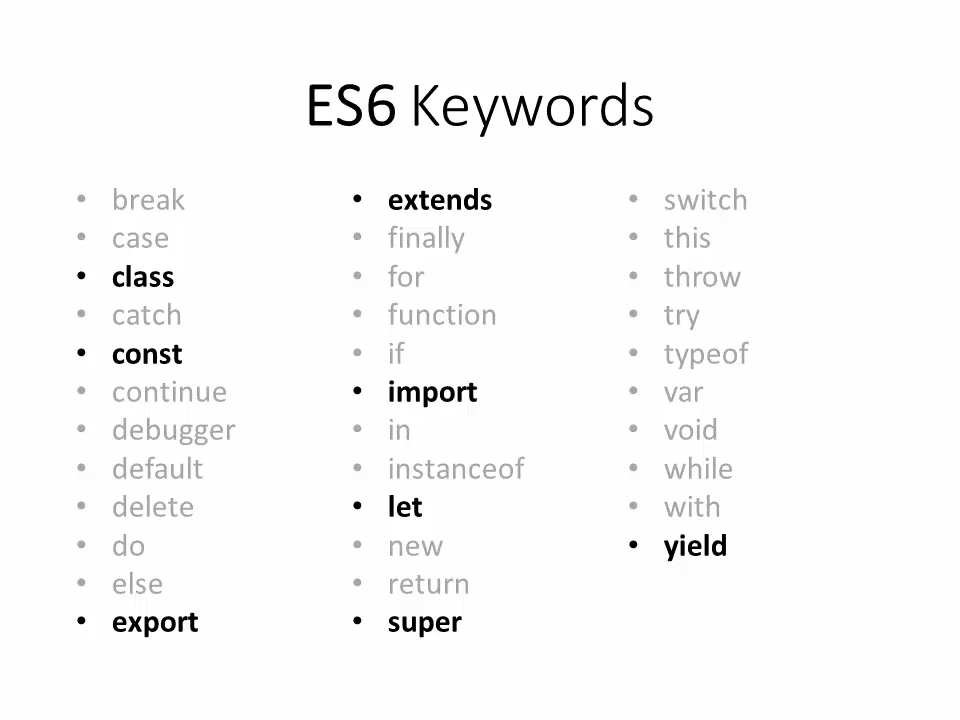 ES6 Keywords
• break
• case
• class
• catch
• const
• continue
• debugger
• default
• delete
• do
• else
• export
• extends
• finally
• for
• function
• if
• import
• in
• instanceof
• let
• new
• return
• super
• switch
• this
• throw
• try
• typeof
• var
• void
• while
• with
• yield